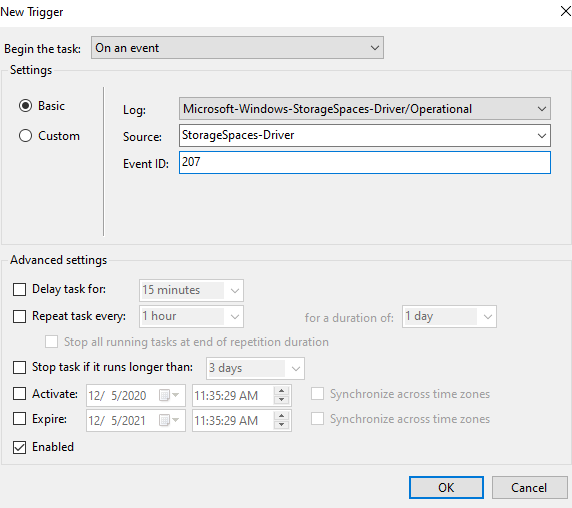 New Trigger
Begin the task: On an event
Settings
Basic
Custom
Log: Microsoft-Windows-StorageSpaces-Driver/Operational
Source: StorageSpaces-Driver
Event ID: 207
Advanced settings
Delay task for: 15 minutes
Repeat task every: 1 hour for a duration of: 1 day
Stop all running tasks at end of repetition duration
Stop task if it runs longer than: 3 days
Activate: 12/ 5/2020 11:35:29 AM Synchronize across time zones
Expire: 12/ 5/2021 11:35:29 AM Synchronize across time zones
Enabled
OK Cancel